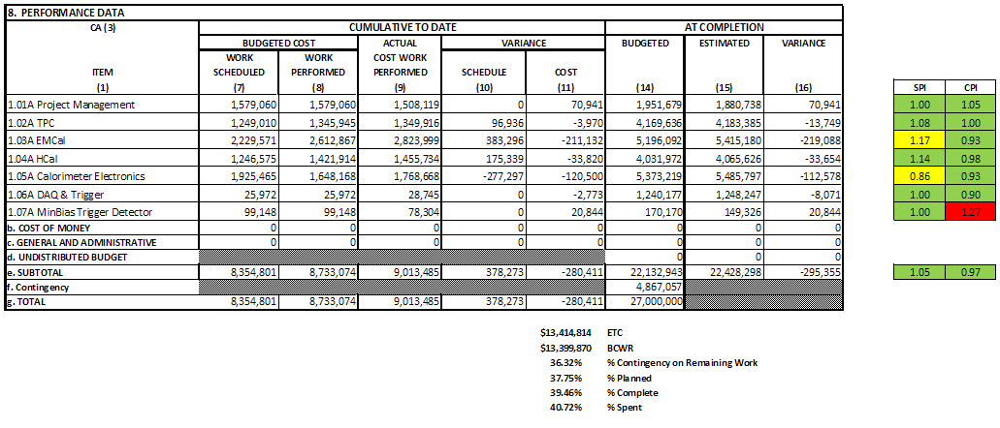 8. PERFORMANCE DATA
CA (3) CUMULATIVE TO DATE AT COMPLETION
BUDGETED COST ACTUAL VARIANCE BUDGETED ESTIMATED VARIANCE
WORK WORK COST WORK
ITEM SCHEDULED PERFORMED PERFORMED SCHEDULE COST
(1) (7) (8) (9) (10) (11) (14) (15) (16) SPI CPI
1.01A Project Management 1,579,060 1,579,060 1,508,119 0 70,941 1,951,679 1,880,738 70,941 1.00 1.05
1.02A TPC 1,249,010 1,345,945 1,349,916 96,936 -3,970 4,169,636 4,183,385 -13,749 1.08 1.00
1.03A EMCal 2,229,571 2,612,867 2,823,999 383,296 -211,132 5,196,092 5,415,180 -219,088 1.17 0.93
1.04A HCal 1,246,575 1,421,914 1,455,734 175,339 -33,820 4,031,972 4,065,626 -33,654 1.14 0.98
1.05A Calorimeter Electronics 1,925,465 1,648,168 1,768,668 -277,297 -120,500 5,373,219 5,485,797 -112,578 0.86 0.93
1.06A DAQ & Trigger 25,972 25,972 28,745 0 -2,773 1,240,177 1,248,247 -8,071 1.00 0.90
1.07A MinBias Trigger Detector 99,148 99,148 78,304 0 20,844 170,170 149,326 20,844 1.00 1.27
b. COST OF MONEY 0 0 0 0 0 0 0 0
c. GENERAL AND ADMINISTRATIVE 0 0 0 0 0 0 0 0
d. UNDISTRIBUTED BUDGET 0 0 0
e. SUBTOTAL 8,354,801 8,733,074 9,013,485 378,273 -280,411 22,132,943 22,428,298 -295,355 1.05 0.97
f. Contingency 4,867,057
g. TOTAL 8,354,801 8,733,074 9,013,485 378,273 -280,411 27,000,000
$13,414,814 ETC
$13,399,870 BCWR
36.32% % Contingency on Remaining Work
37.75% % Planned
39.46% % Complete
40.72% % Spent